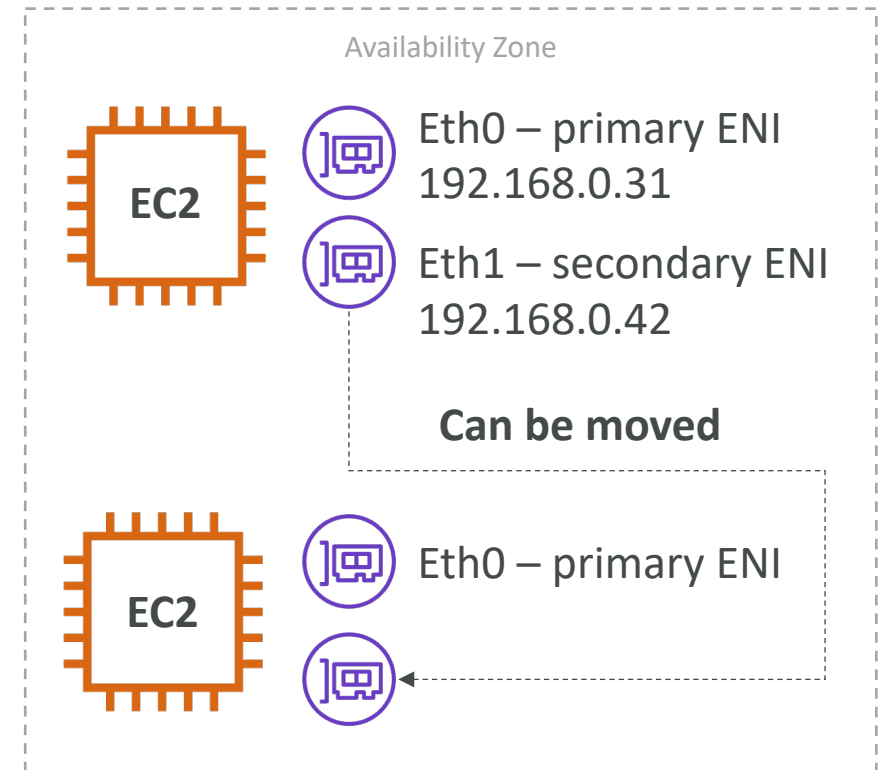 Availability Zone
EC2
Eth0 – primary ENI
192.168.0.31
Eth1 – secondary ENI
192.168.0.42
Can be moved
EC2
Eth0 – primary ENI